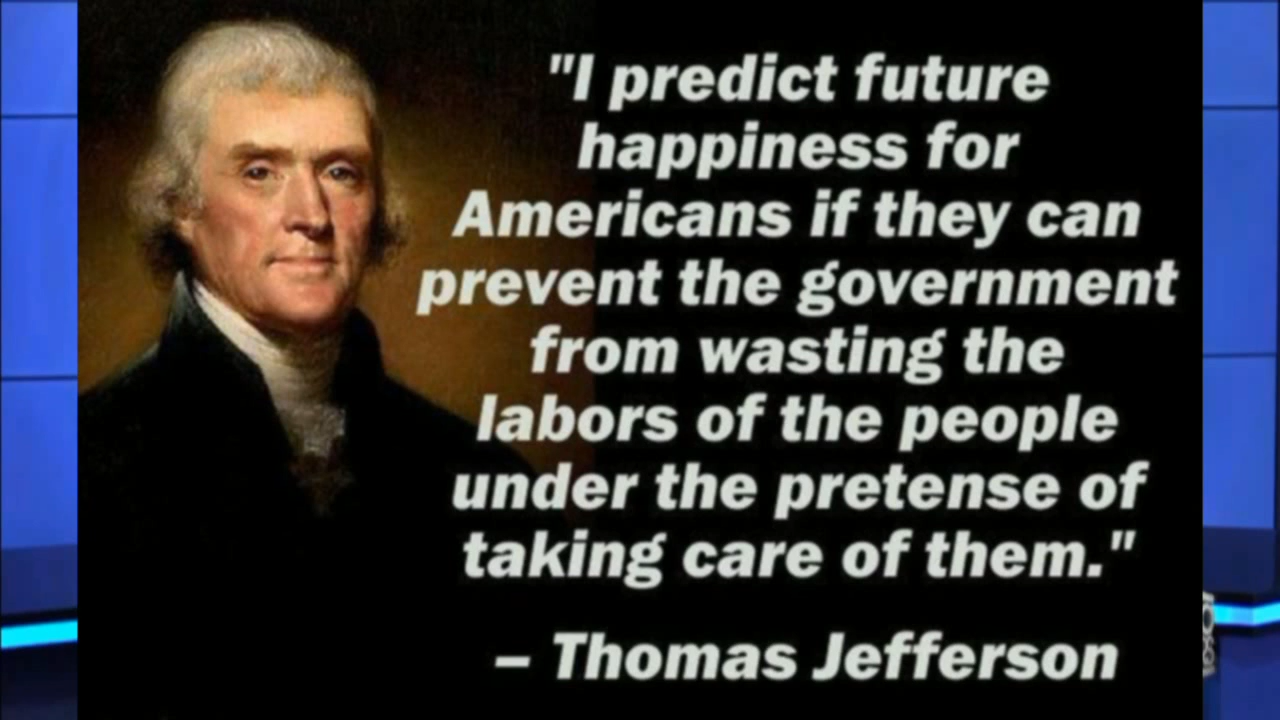 "I predict future
happiness for
Americans if they can
prevent the government
from wasting the
labors of the people
under the pretense of
taking care of them."
– Thomas Jefferson